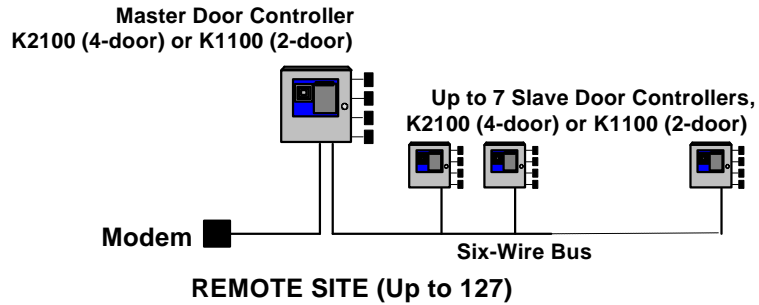 Master Door Controller
K2100 (4-door) or K1100 (2-door)
Up to 7 Slave Door Controllers,
K2100 (4-door) or K1100 (2-door)
Modem
Six-Wire Bus
REMOTE SITE (Up to 127)